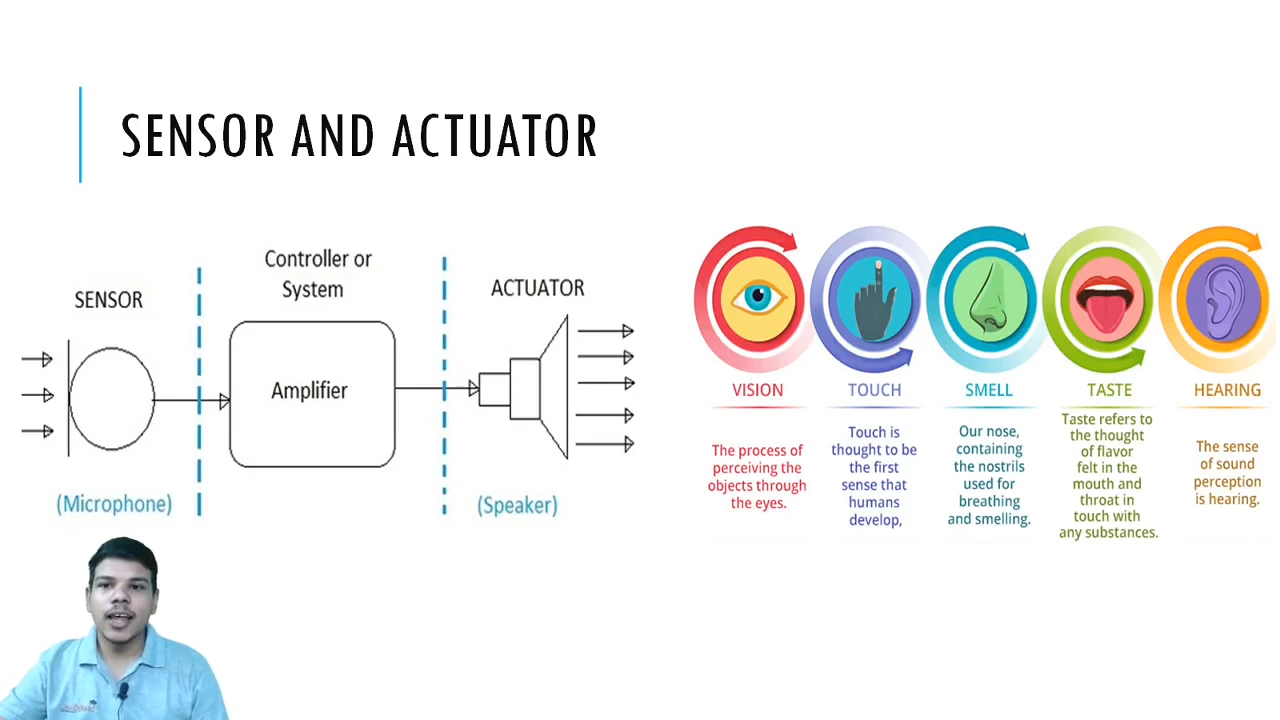 SENSOR AND ACTUATOR
SENSOR
Controller or
System
ACTUATOR
Amplifier
(Microphone)
(Speaker)
VISION
The process of
perceiving the
objects through
the eyes.
TOUCH
Touch is
thought to be
the first
sense that
humans
develop,
SMELL
Our nose,
containing
the nostrils
used for
breathing
and smelling.
TASTE
Taste refers to
the thought
of flavor
felt in the
mouth and
throat in
touch with
any substances.
HEARING
The sense
of sound
perception
is hearing.